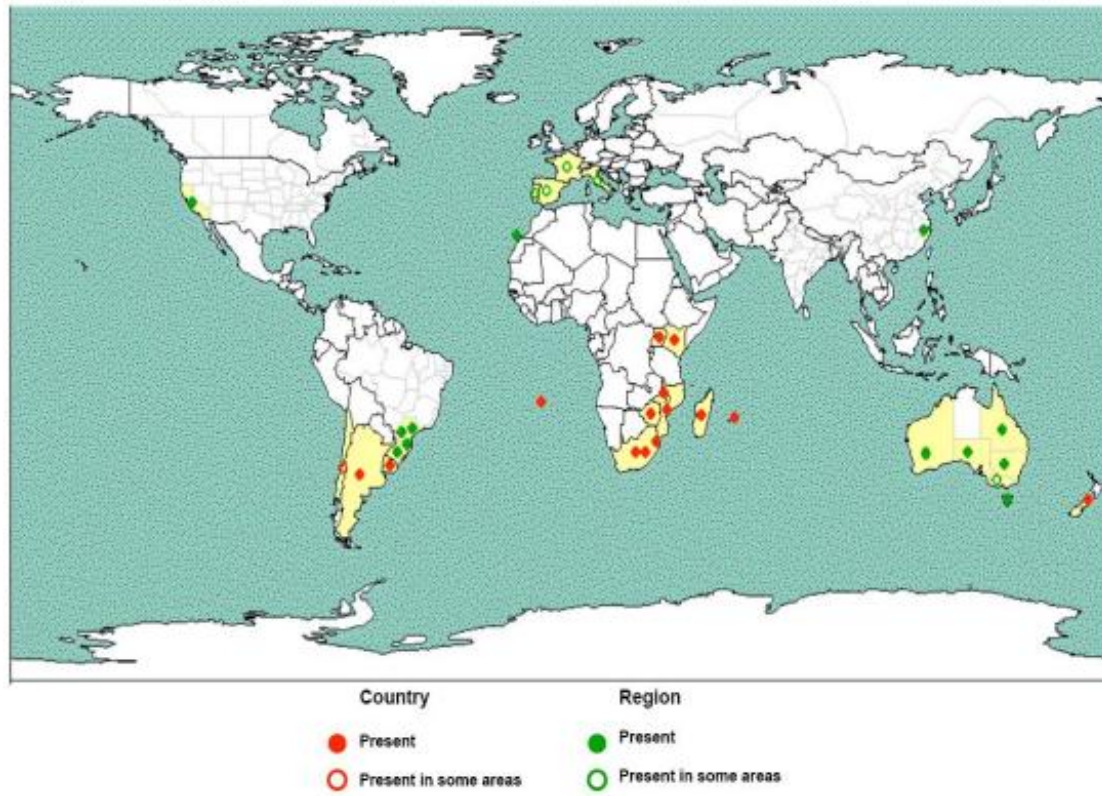 Country
Region
Present
Present
Present in some areas
Present in some areas